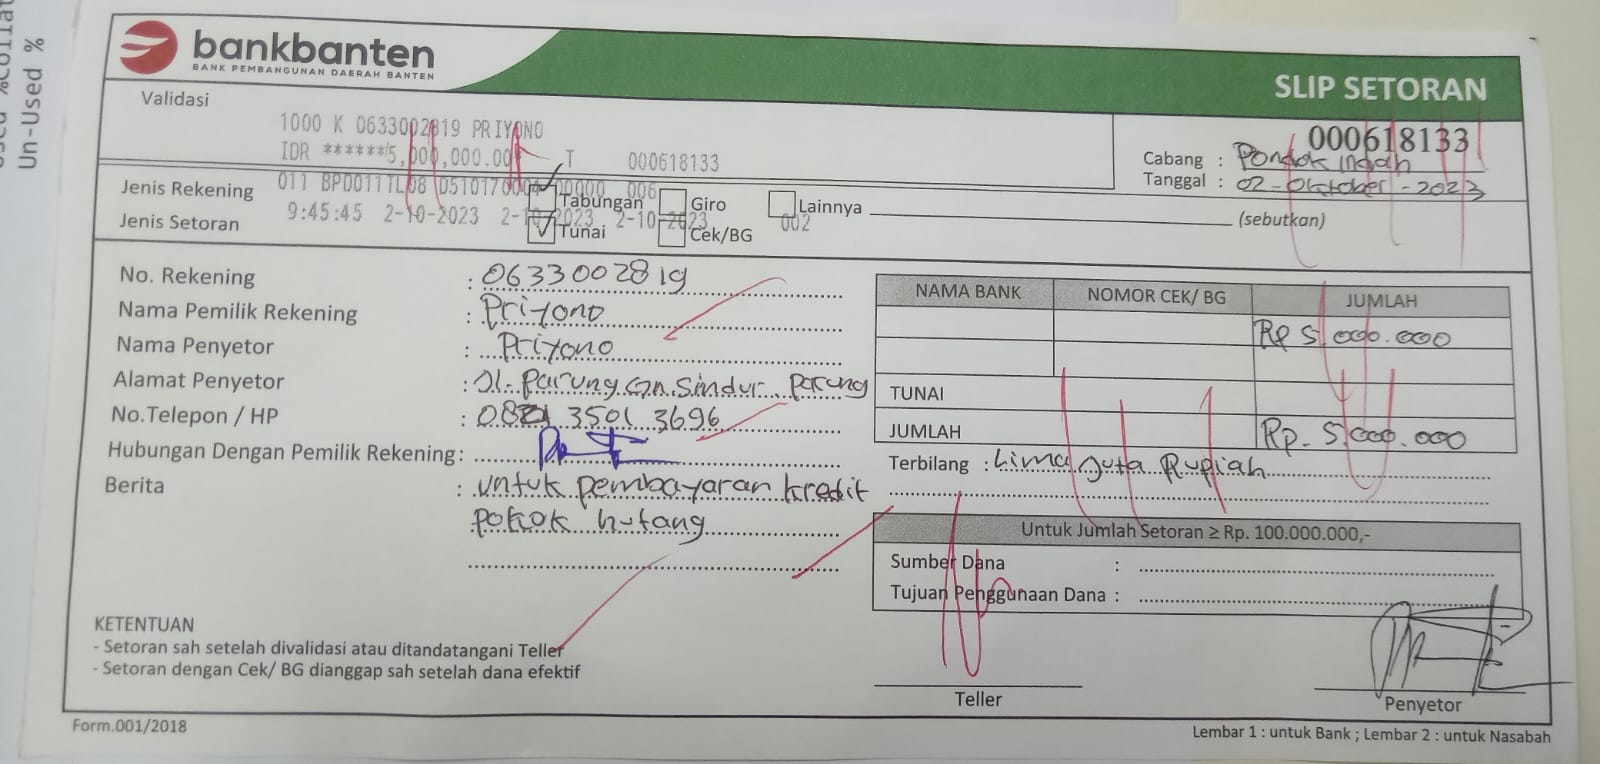 Un-Used %
bankbanten
BANK PEMBANGUNAN DAERAH BANTEN
SLIP SETORAN
Validasi
1000 K 0633002819 PRIYONO
IDR ******/5,000,000.00 T 000618133
000618133
Cabang : Pondok Indah
Tanggal : 02-Oktober-2023
011 BPD011TL08 0006
Jenis Rekening Tabungan Giro Lainnya (sebutkan)
9:45:45 2-10-2023 2-10-2023 2-10-2023 002
Jenis Setoran Tunai Cek/BG
No. Rekening : 0633002819
Nama Pemilik Rekening : Priyono
Nama Penyetor : Priyono
Alamat Penyetor : Jl. Parung Gn. Sindur. Parung
No.Telepon / HP : 0821 3501 3696
Hubungan Dengan Pemilik Rekening :
Berita : untuk pembayaran kredit
pokok hutang
NAMA BANK NOMOR CEK/ BG JUMLAH
Rp 5.000.000
TUNAI
JUMLAH Rp. 5.000.000
Terbilang : Lima Juta Rupiah
Untuk Jumlah Setoran ≥ Rp. 100.000.000,-
Sumber Dana :
Tujuan Penggunaan Dana :
KETENTUAN
- Setoran sah setelah divalidasi atau ditandatangani Teller
- Setoran dengan Cek/ BG dianggap sah setelah dana efektif
Teller
Penyetor
Form.001/2018
Lembar 1 : untuk Bank ; Lembar 2 : untuk Nasabah